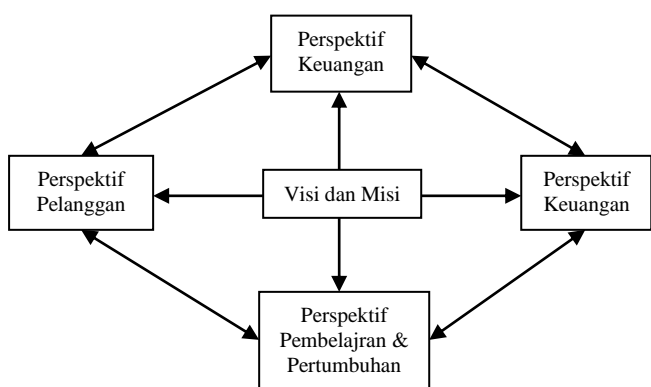 Perspektif
Keuangan
Perspektif
Pelanggan
Visi dan Misi
Perspektif
Keuangan
Perspektif
Pembelajran &
Pertumbuhan